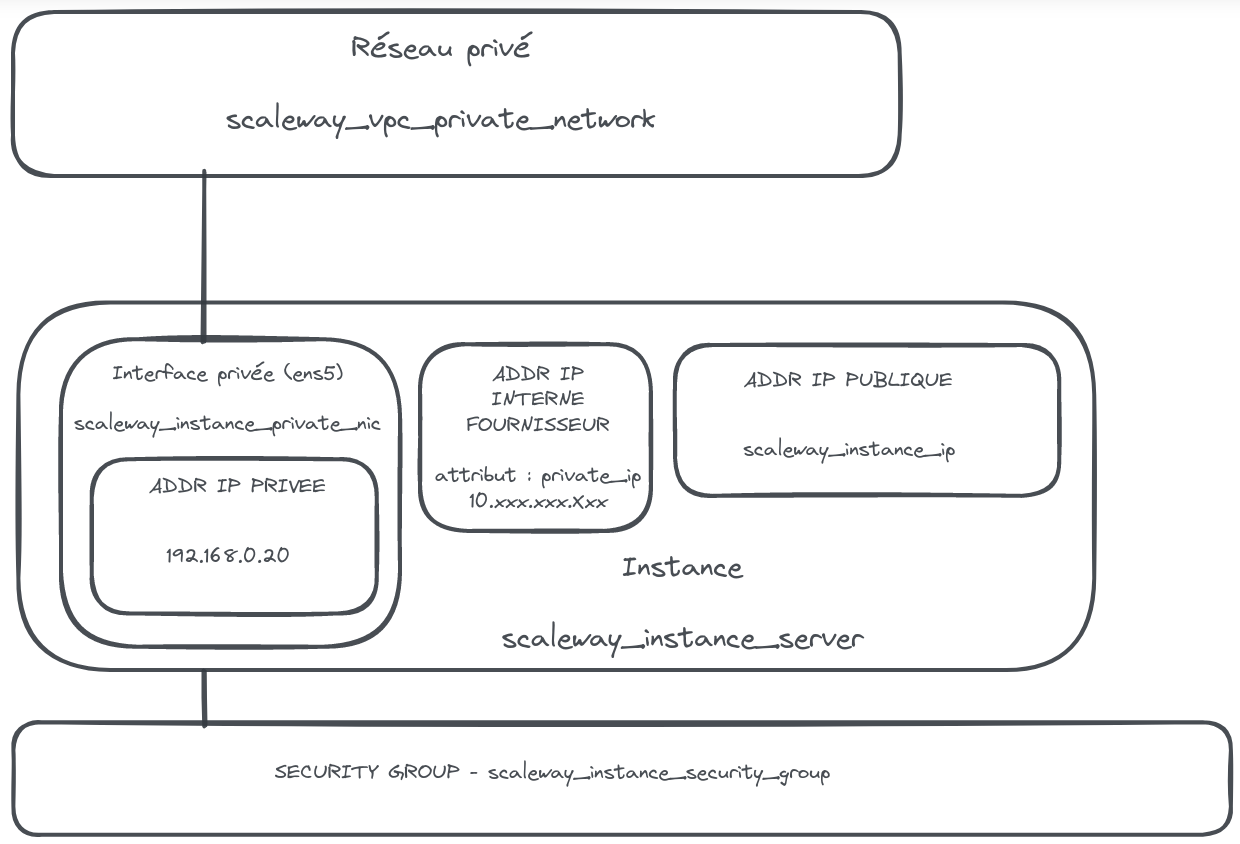 Réseau privé
scaleway_vpc_private_network
Interface privée (ens5)
scaleway_instance_private_nic
ADDR IP PRIVEE
192.168.0.20
ADDR IP
INTERNE
FOURNISSEUR
attribut : private_ip
10.xxx.xxx.Xxx
ADDR IP PUBLIQUE
scaleway_instance_ip
Instance
scaleway_instance_server
SECURITY GROUP - scaleway_instance_security_group